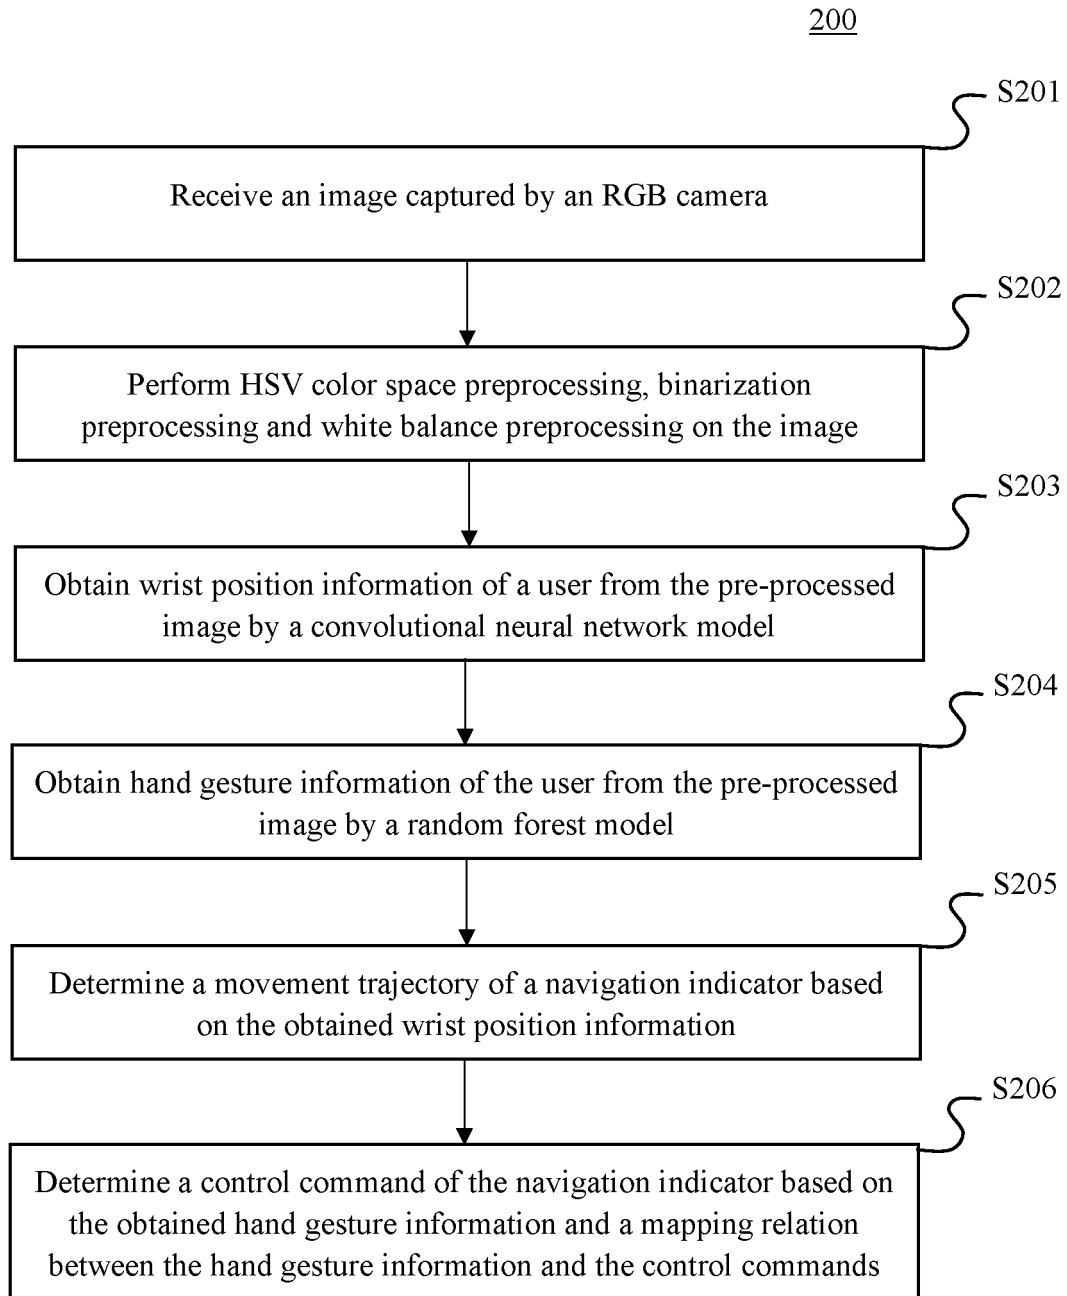 200
S201
Receive an image captured by an RGB camera
S202
Perform HSV color space preprocessing, binarization
preprocessing and white balance preprocessing on the image
S203
Obtain wrist position information of a user from the pre-processed
image by a convolutional neural network model
S204
Obtain hand gesture information of the user from the pre-processed
image by a random forest model
S205
Determine a movement trajectory of a navigation indicator based
on the obtained wrist position information
S206
Determine a control command of the navigation indicator based on
the obtained hand gesture information and a mapping relation
between the hand gesture information and the control commands